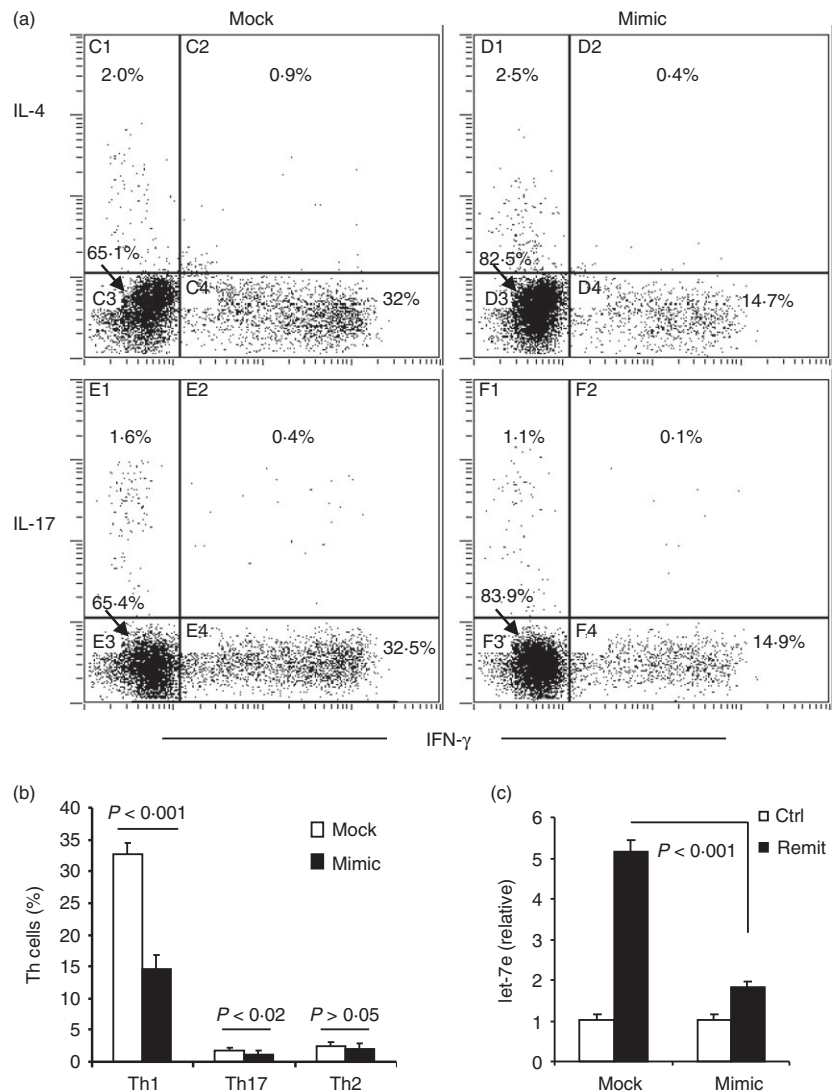 (a)
Mock
Mimic
C1
C2
2·0%
0·9%
D1
D2
2·5%
0·4%
IL-4
65·1%
C3
C4
32%
82·5%
D3
D4
14·7%
E1
E2
1·6%
0·4%
F1
F2
1·1%
0·1%
IL-17
65·4%
E3
E4
32·5%
83·9%
F3
F4
14·9%
IFN-γ
(b)
40
35
30
25
20
15
10
5
0
Th cells (%)
P < 0·001
P < 0·02
P > 0·05
Mock
Mimic
Th1
Th17
Th2
(c)
6
5
4
3
2
1
0
let-7e (relative)
Ctrl
Remit
P < 0·001
Mock
Mimic